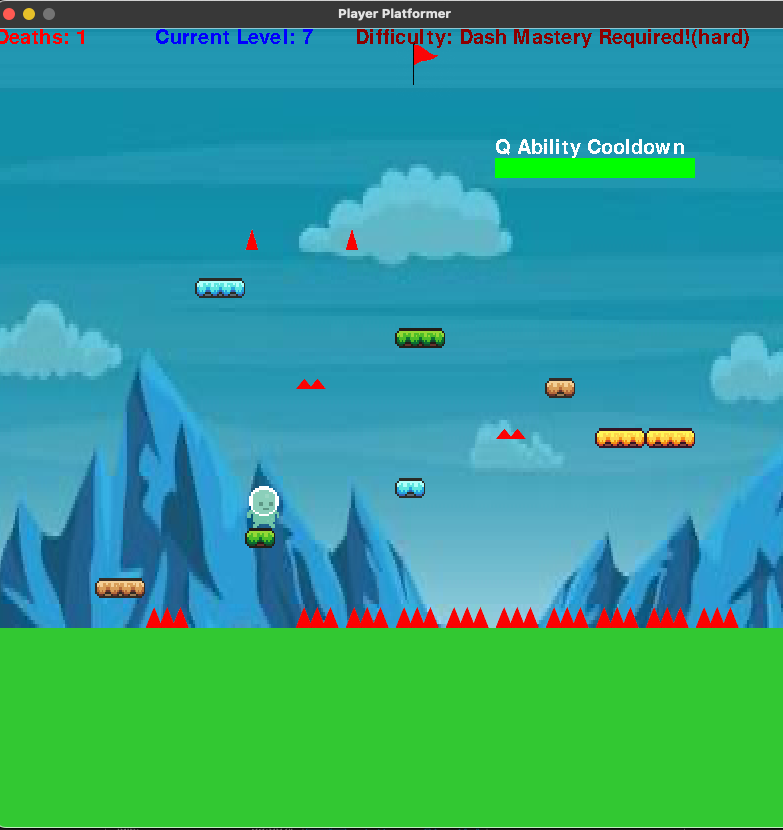 Player Platformer
Deaths: 1 Current Level: 7 Difficulty: Dash Mastery Required!(hard)
Q Ability Cooldown